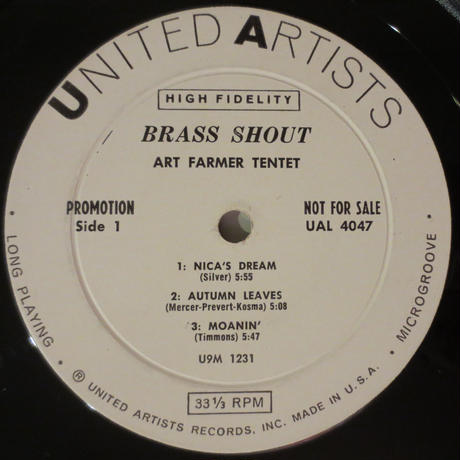 UNITED ARTISTS
HIGH FIDELITY
BRASS SHOUT
ART FARMER TENTET
PROMOTION
Side 1
NOT FOR SALE
UAL 4047
1: NICA'S DREAM
(Silver) 5:55
2: AUTUMN LEAVES
(Mercer-Prevert-Kosma) 5:08
3: MOANIN'
(Timmons) 5:47
U9M 1231
33⅓ RPM
• LONG PLAYING •
® UNITED ARTISTS RECORDS, INC. MADE IN U.S.A.
• MICROGROOVE •